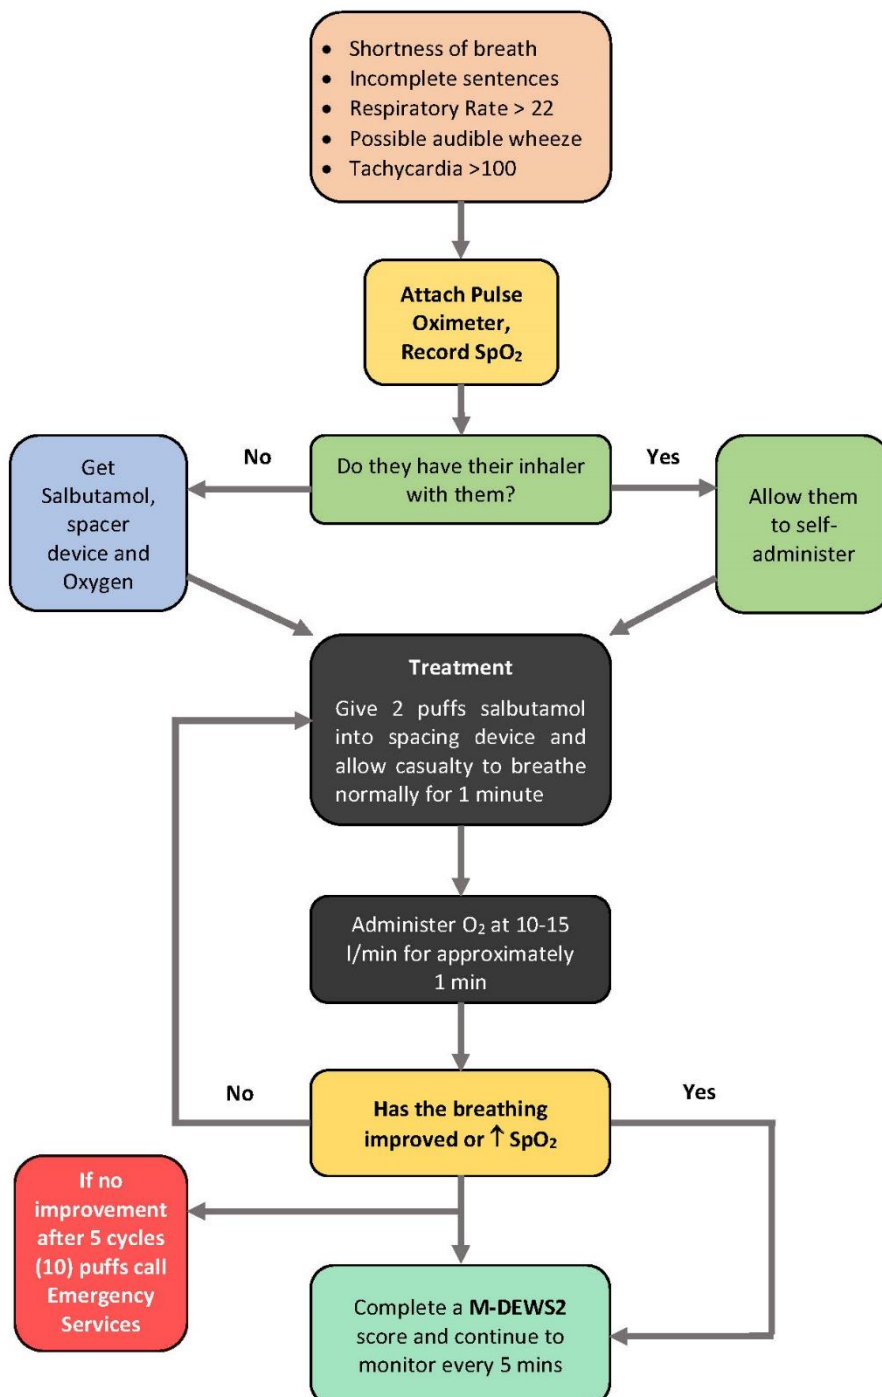 • Shortness of breath
• Incomplete sentences
• Respiratory Rate > 22
• Possible audible wheeze
• Tachycardia >100
Attach Pulse
Oximeter,
Record SpO₂
No
Do they have their inhaler
with them?
Yes
Get
Salbutamol,
spacer
device and
Oxygen
Allow them
to self-
administer
Treatment
Give 2 puffs salbutamol
into spacing device and
allow casualty to breathe
normally for 1 minute
Administer O₂ at 10-15
l/min for approximately
1 min
No
Has the breathing
improved or ↑ SpO₂
Yes
If no
improvement
after 5 cycles
(10) puffs call
Emergency
Services
Complete a M-DEWS2
score and continue to
monitor every 5 mins